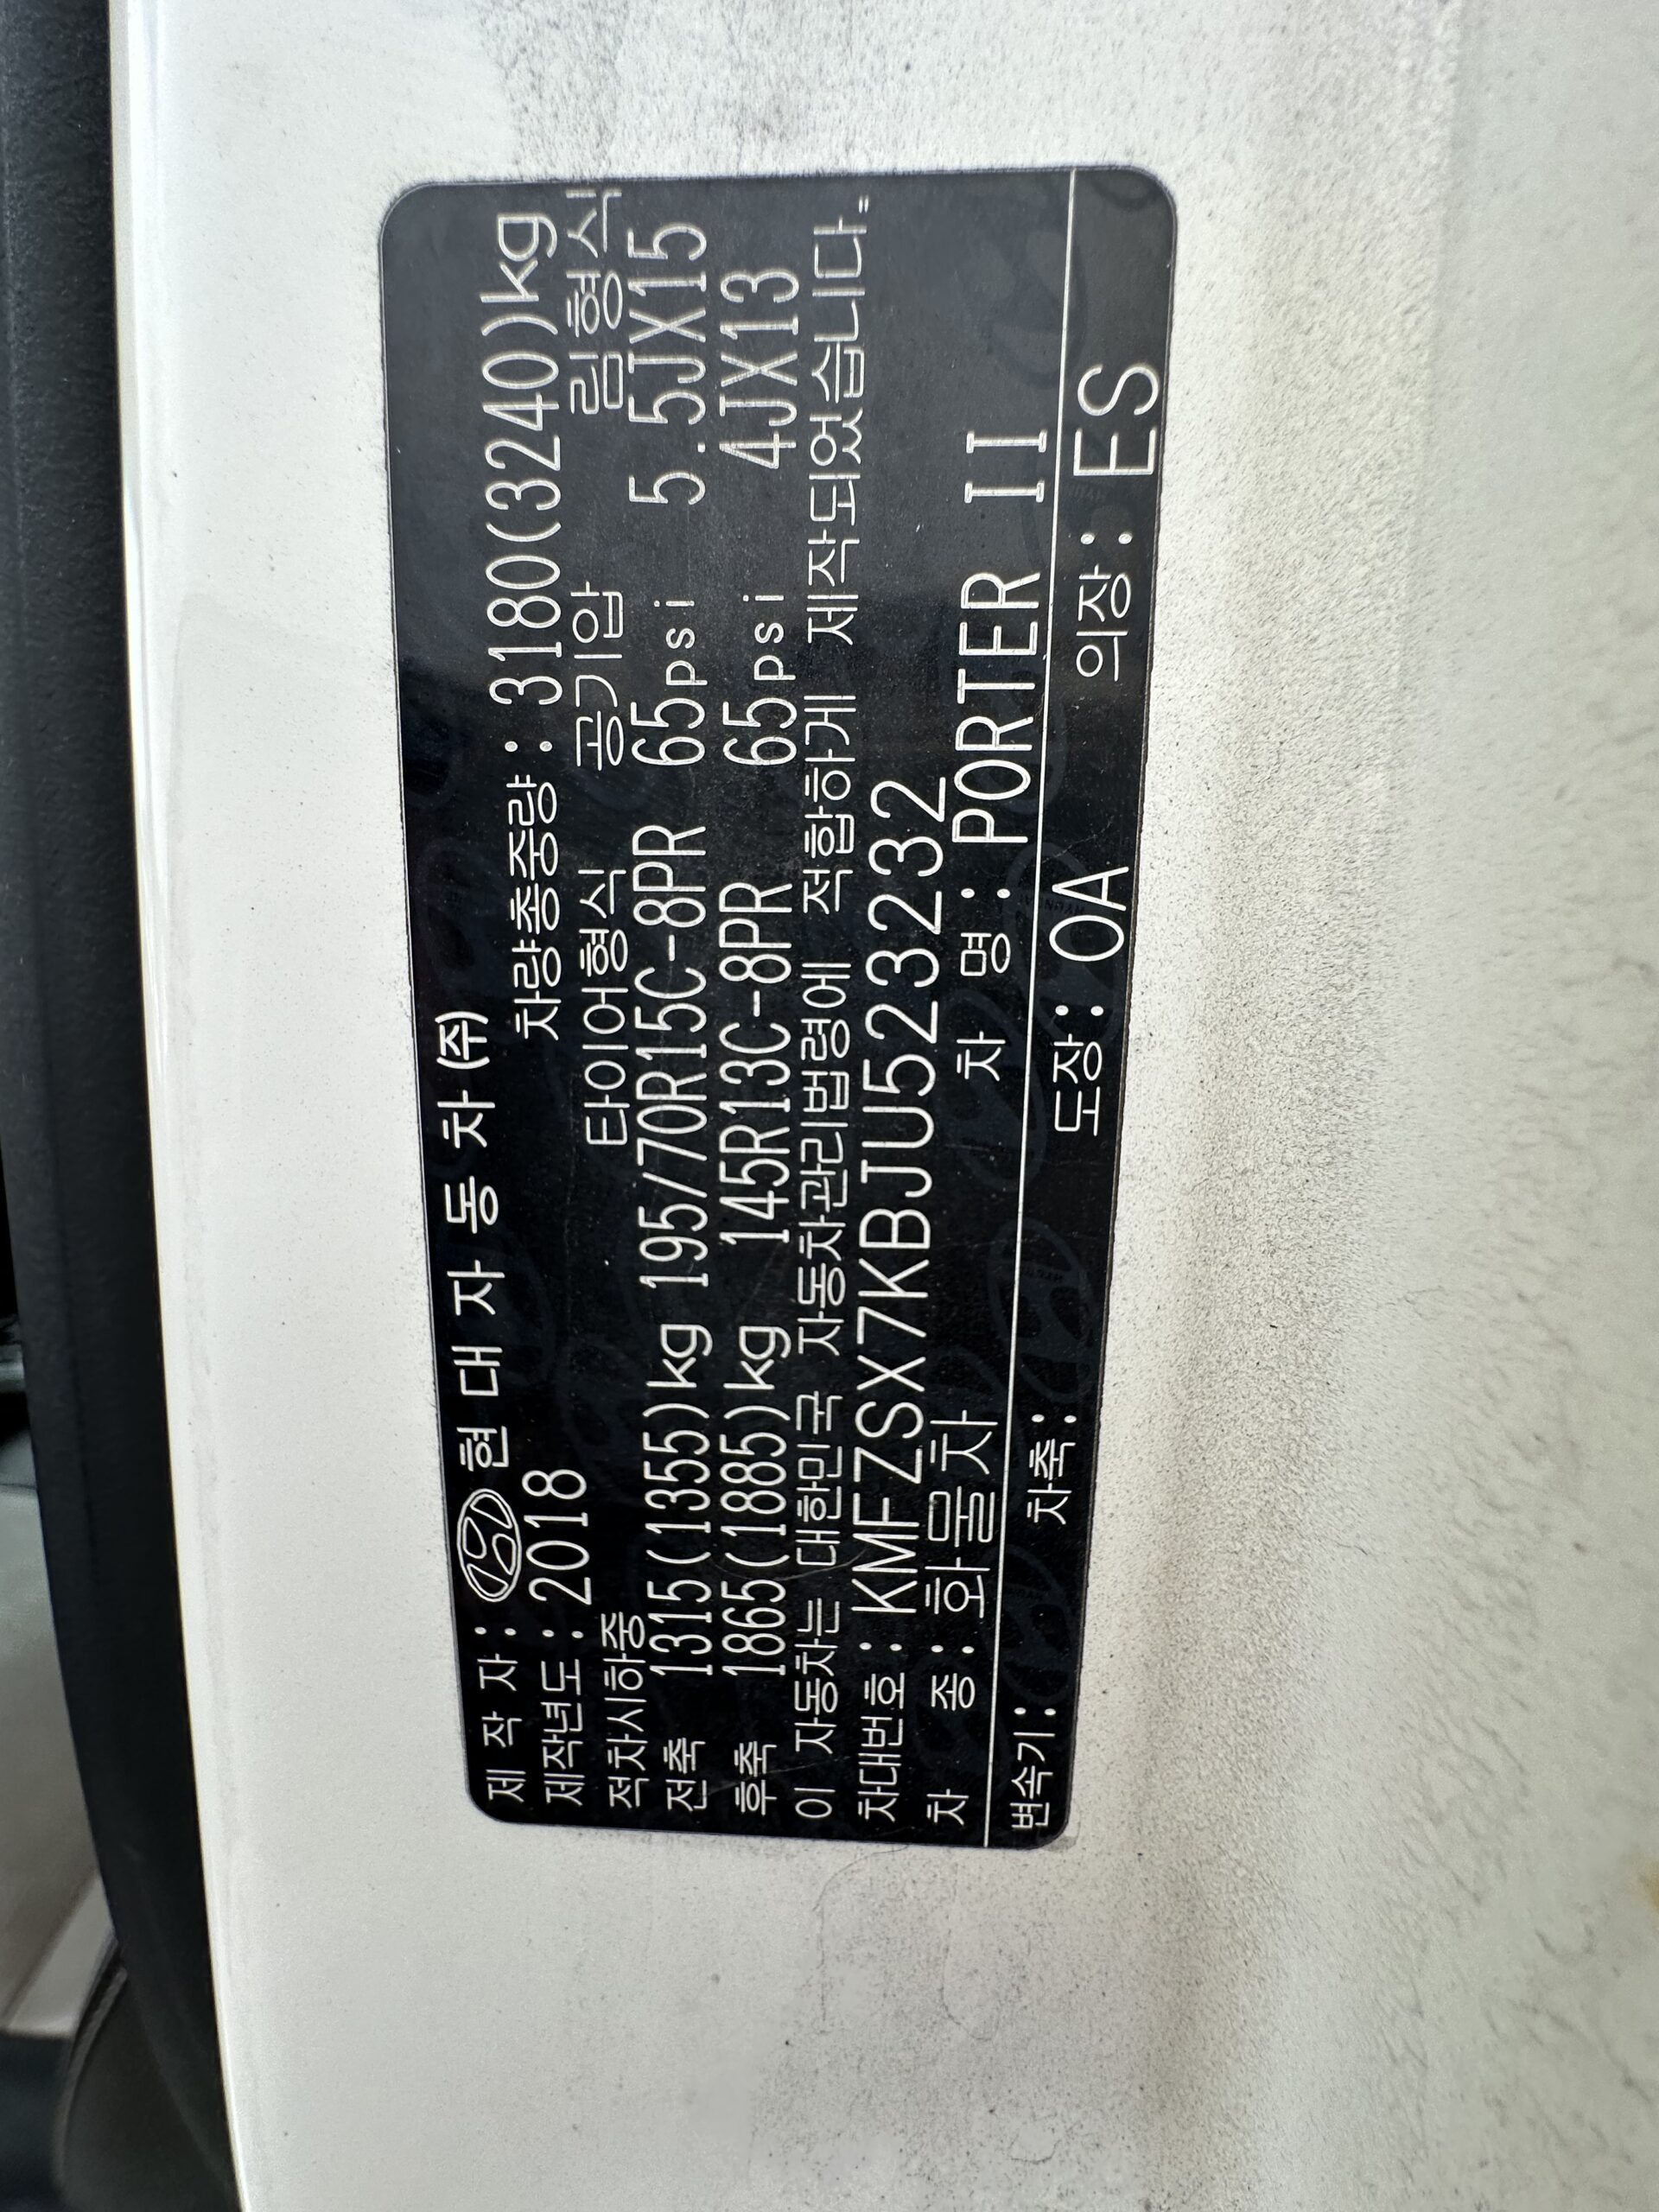 제 작 자 : 현 대 자 동 차 (주)
제작년도 : 2018 차량총중량 : 3180(3240)kg
적차시하중 타이어형식 공기압 림형식
전축 1315(1355)kg 195/70R15C-8PR 65psi 5.5JX15
후축 1865(1885)kg 145R13C-8PR 65psi 4JX13
이 자동차는 대한민국 자동차관리법령에 적합하게 제작되었습니다.
차대번호 : KMFZSX7KBJU523232
차 종 : 화물차 차 명 : PORTER II
변속기 : 차축 : 도장 : OA 의장 : ES